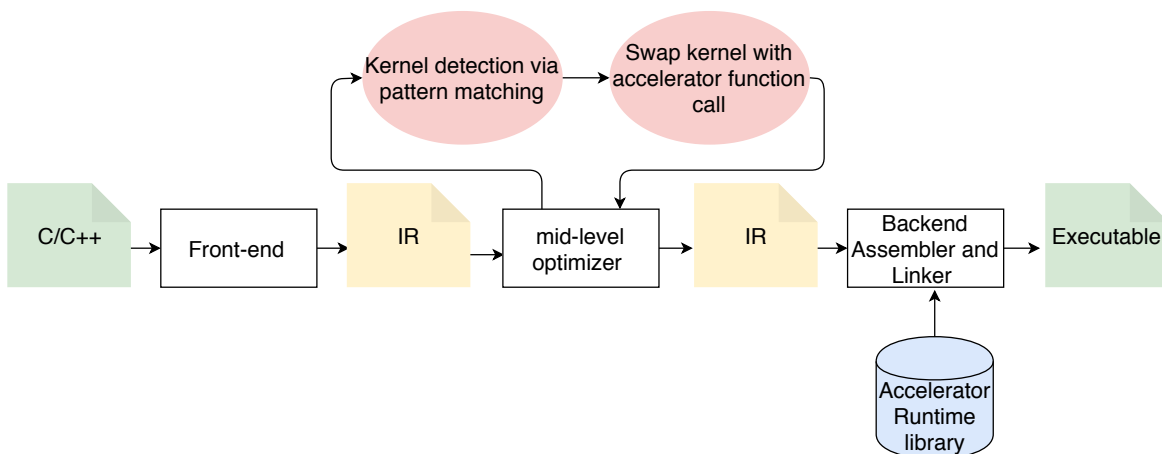 Kernel detection via
pattern matching
Swap kernel with
accelerator function
call
C/C++
Front-end
IR
mid-level
optimizer
IR
Backend
Assembler and
Linker
Executable
Accelerator
Runtime
library